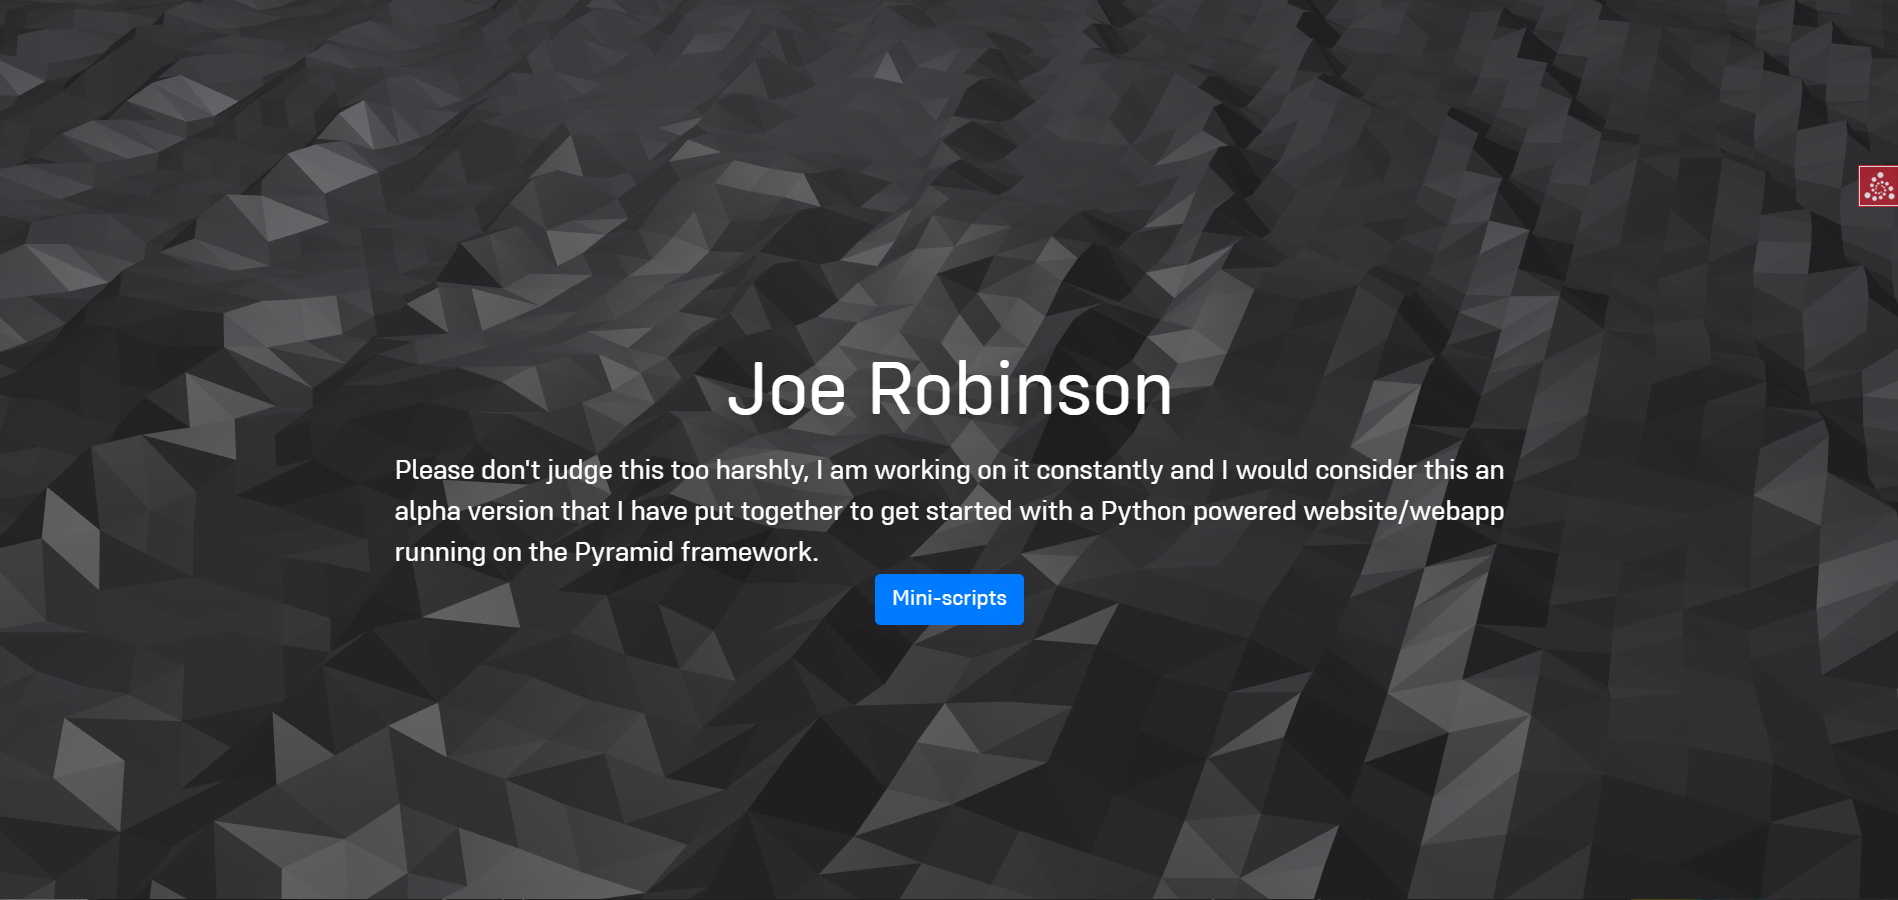 Joe Robinson
Please don't judge this too harshly, I am working on it constantly and I would consider this an
alpha version that I have put together to get started with a Python powered website/webapp
running on the Pyramid framework.
Mini-scripts